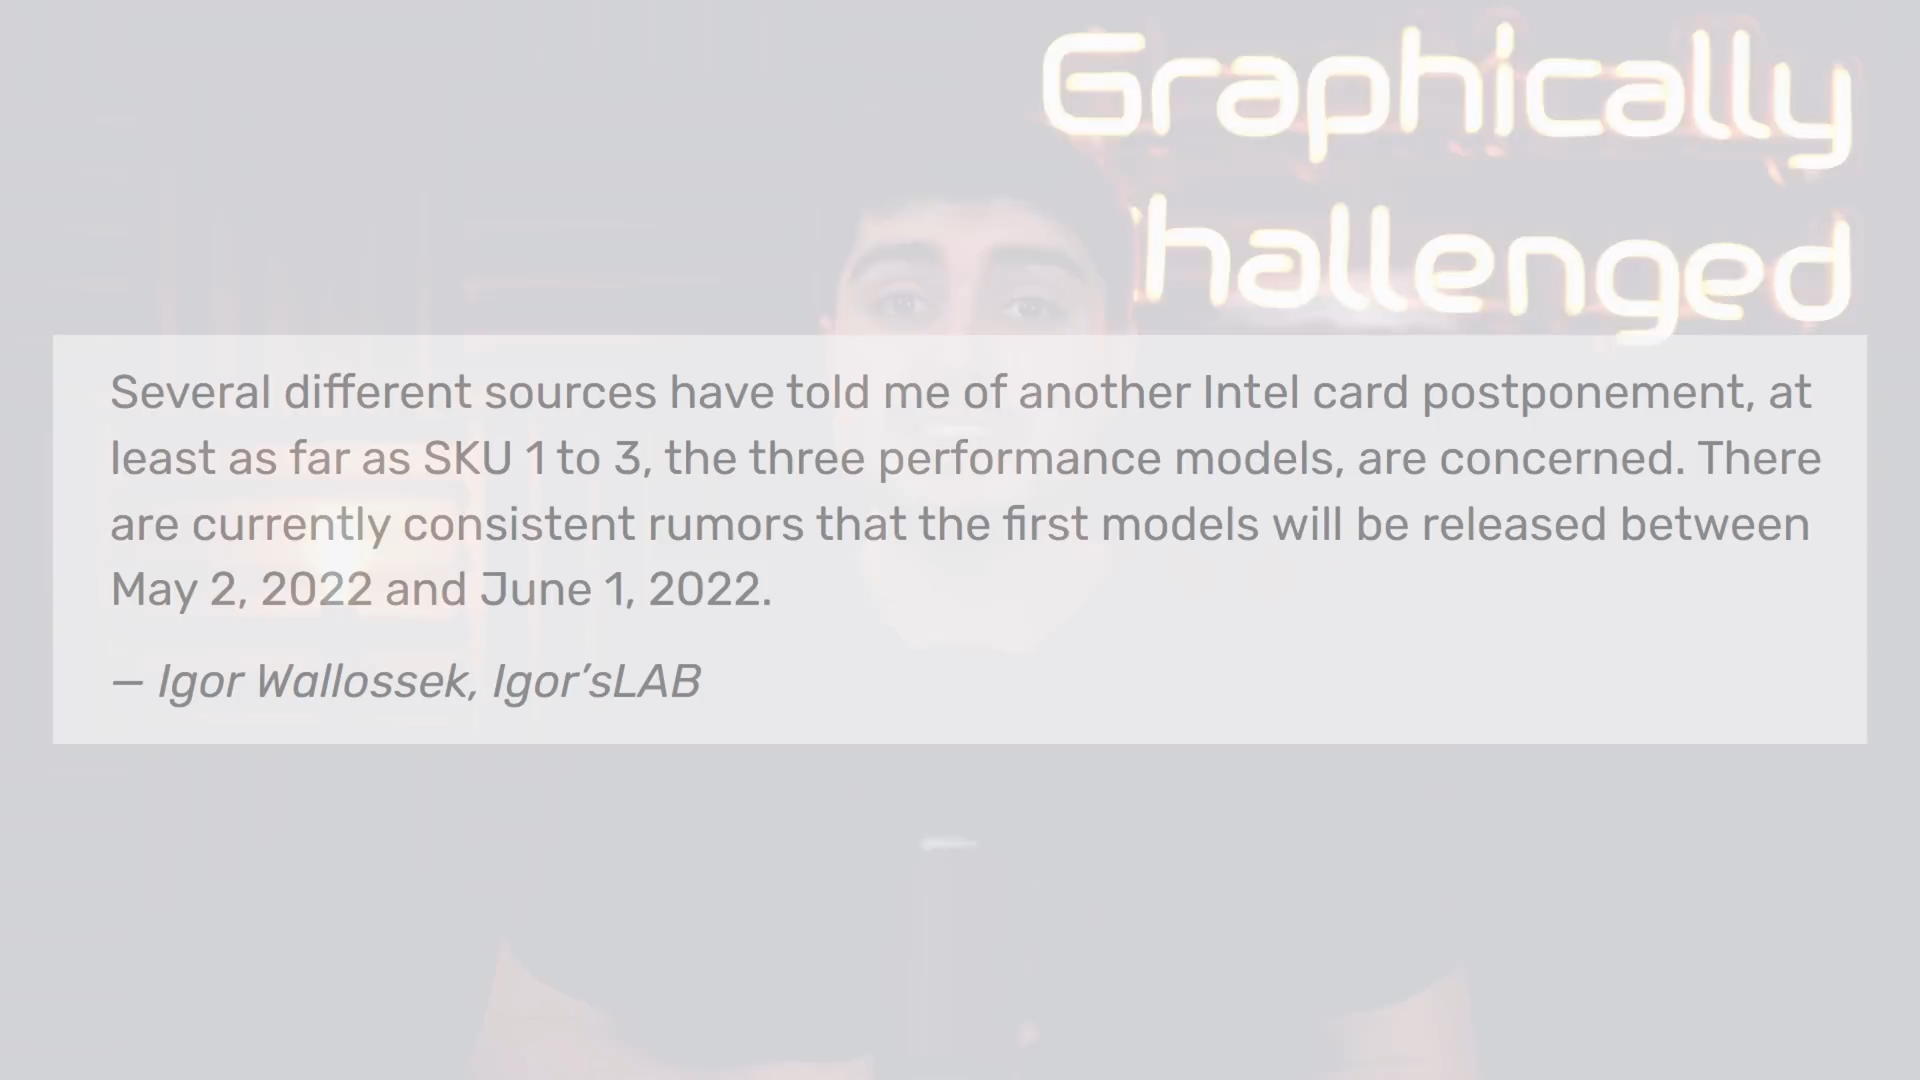 Graphically
hallenged
Several different sources have told me of another Intel card postponement, at
least as far as SKU 1 to 3, the three performance models, are concerned. There
are currently consistent rumors that the first models will be released between
May 2, 2022 and June 1, 2022.
— Igor Wallossek, Igor’sLAB